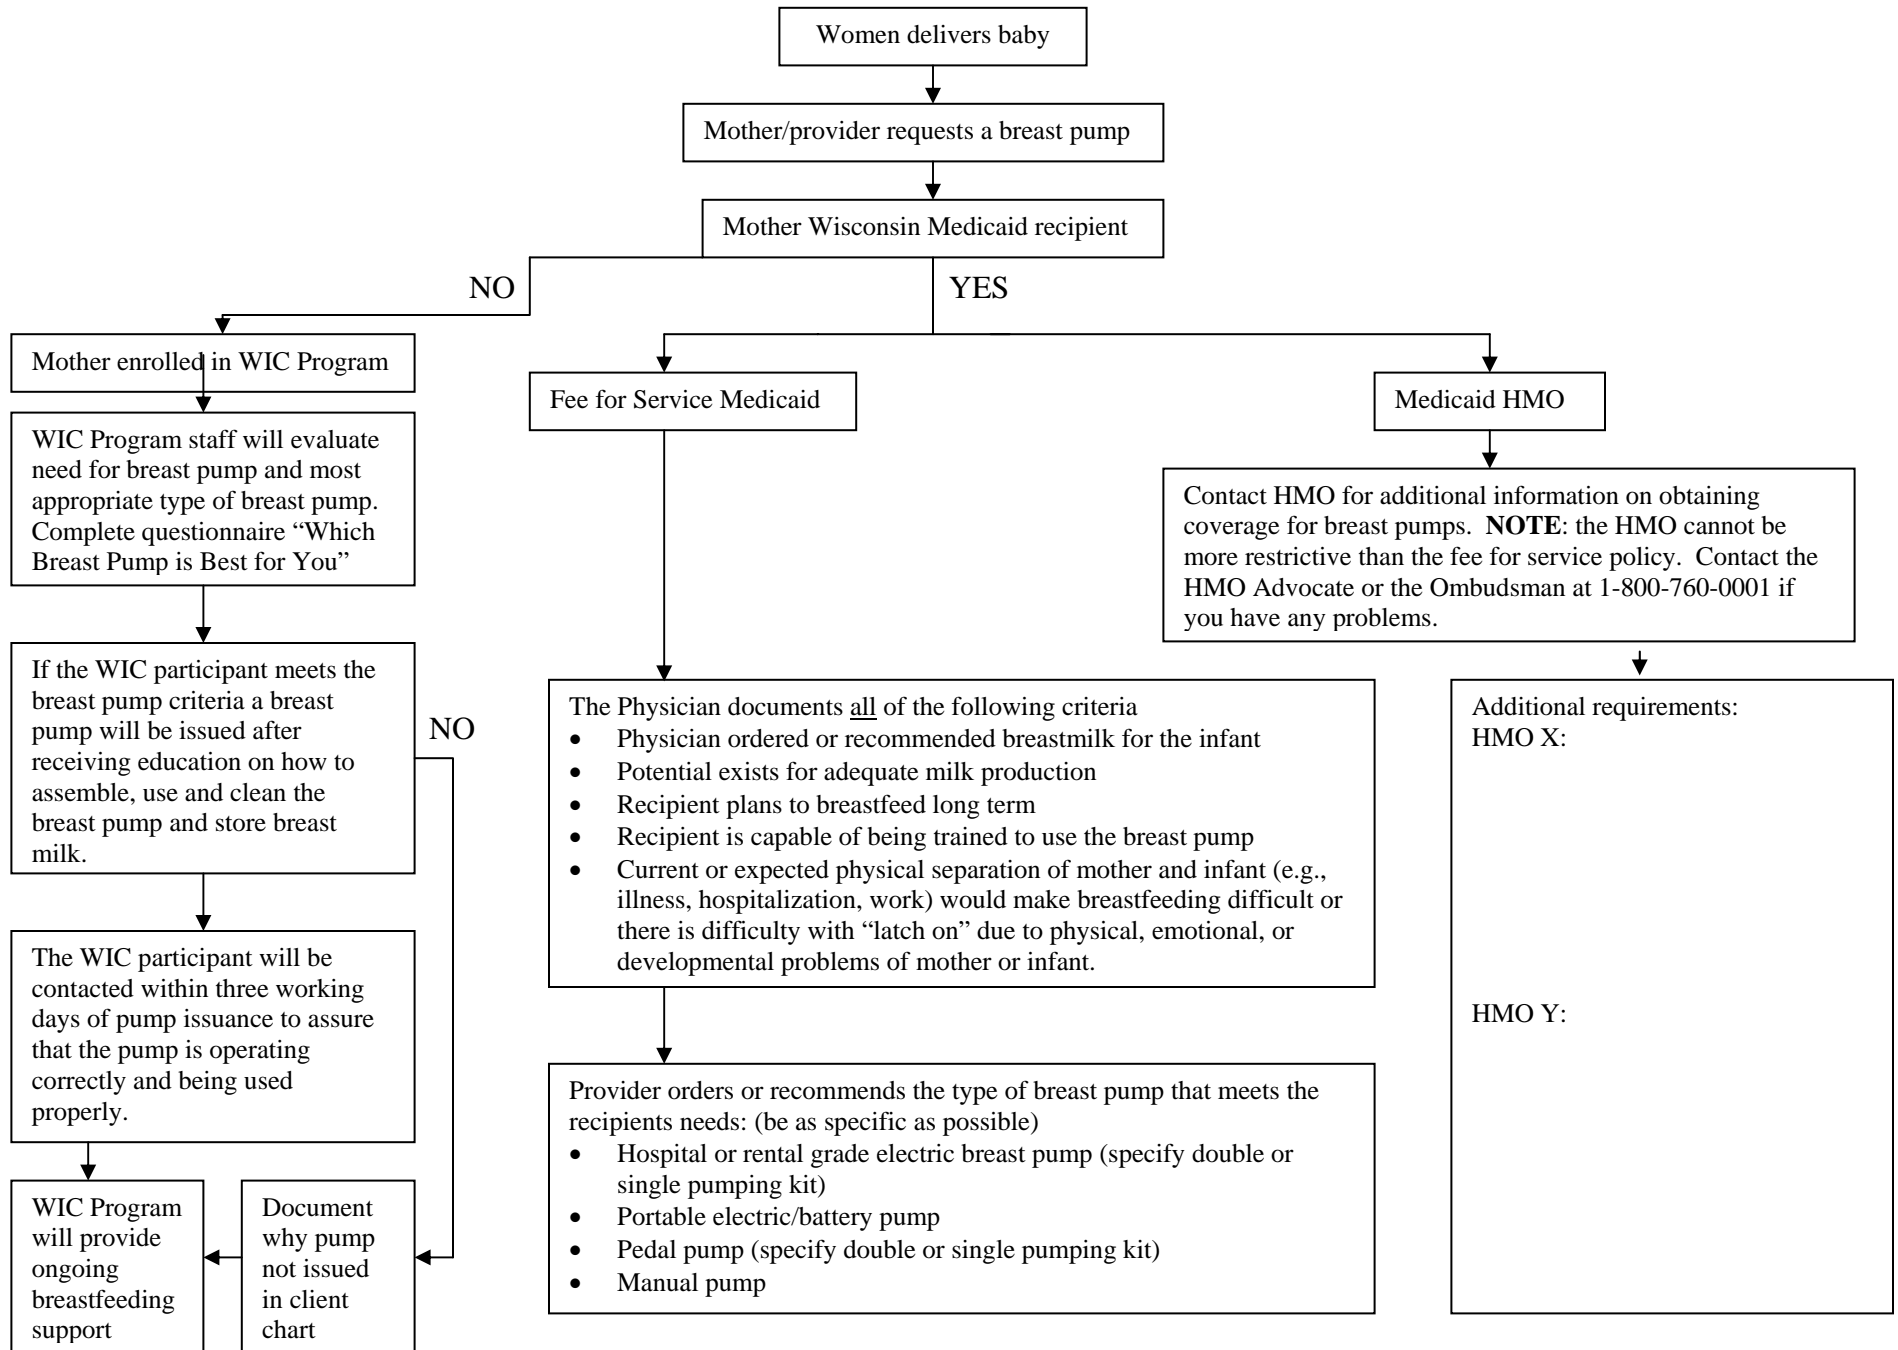 Women delivers baby
Mother/provider requests a breast pump
Mother Wisconsin Medicaid recipient
NO
YES
Mother enrolled in WIC Program
WIC Program staff will evaluate
need for breast pump and most
appropriate type of breast pump.
Complete questionnaire “Which
Breast Pump is Best for You”
If the WIC participant meets the
breast pump criteria a breast
pump will be issued after
receiving education on how to
assemble, use and clean the
breast pump and store breast
milk.
NO
The WIC participant will be
contacted within three working
days of pump issuance to assure
that the pump is operating
correctly and being used
properly.
WIC Program
will provide
ongoing
breastfeeding
support
Document
why pump
not issued
in client
chart
Fee for Service Medicaid
The Physician documents all of the following criteria
• Physician ordered or recommended breastmilk for the infant
• Potential exists for adequate milk production
• Recipient plans to breastfeed long term
• Recipient is capable of being trained to use the breast pump
• Current or expected physical separation of mother and infant (e.g.,
illness, hospitalization, work) would make breastfeeding difficult or
there is difficulty with “latch on” due to physical, emotional, or
developmental problems of mother or infant.
Provider orders or recommends the type of breast pump that meets the
recipients needs: (be as specific as possible)
• Hospital or rental grade electric breast pump (specify double or
single pumping kit)
• Portable electric/battery pump
• Pedal pump (specify double or single pumping kit)
• Manual pump
Medicaid HMO
Contact HMO for additional information on obtaining
coverage for breast pumps. NOTE: the HMO cannot be
more restrictive than the fee for service policy. Contact the
HMO Advocate or the Ombudsman at 1-800-760-0001 if
you have any problems.
Additional requirements:
HMO X:
HMO Y: